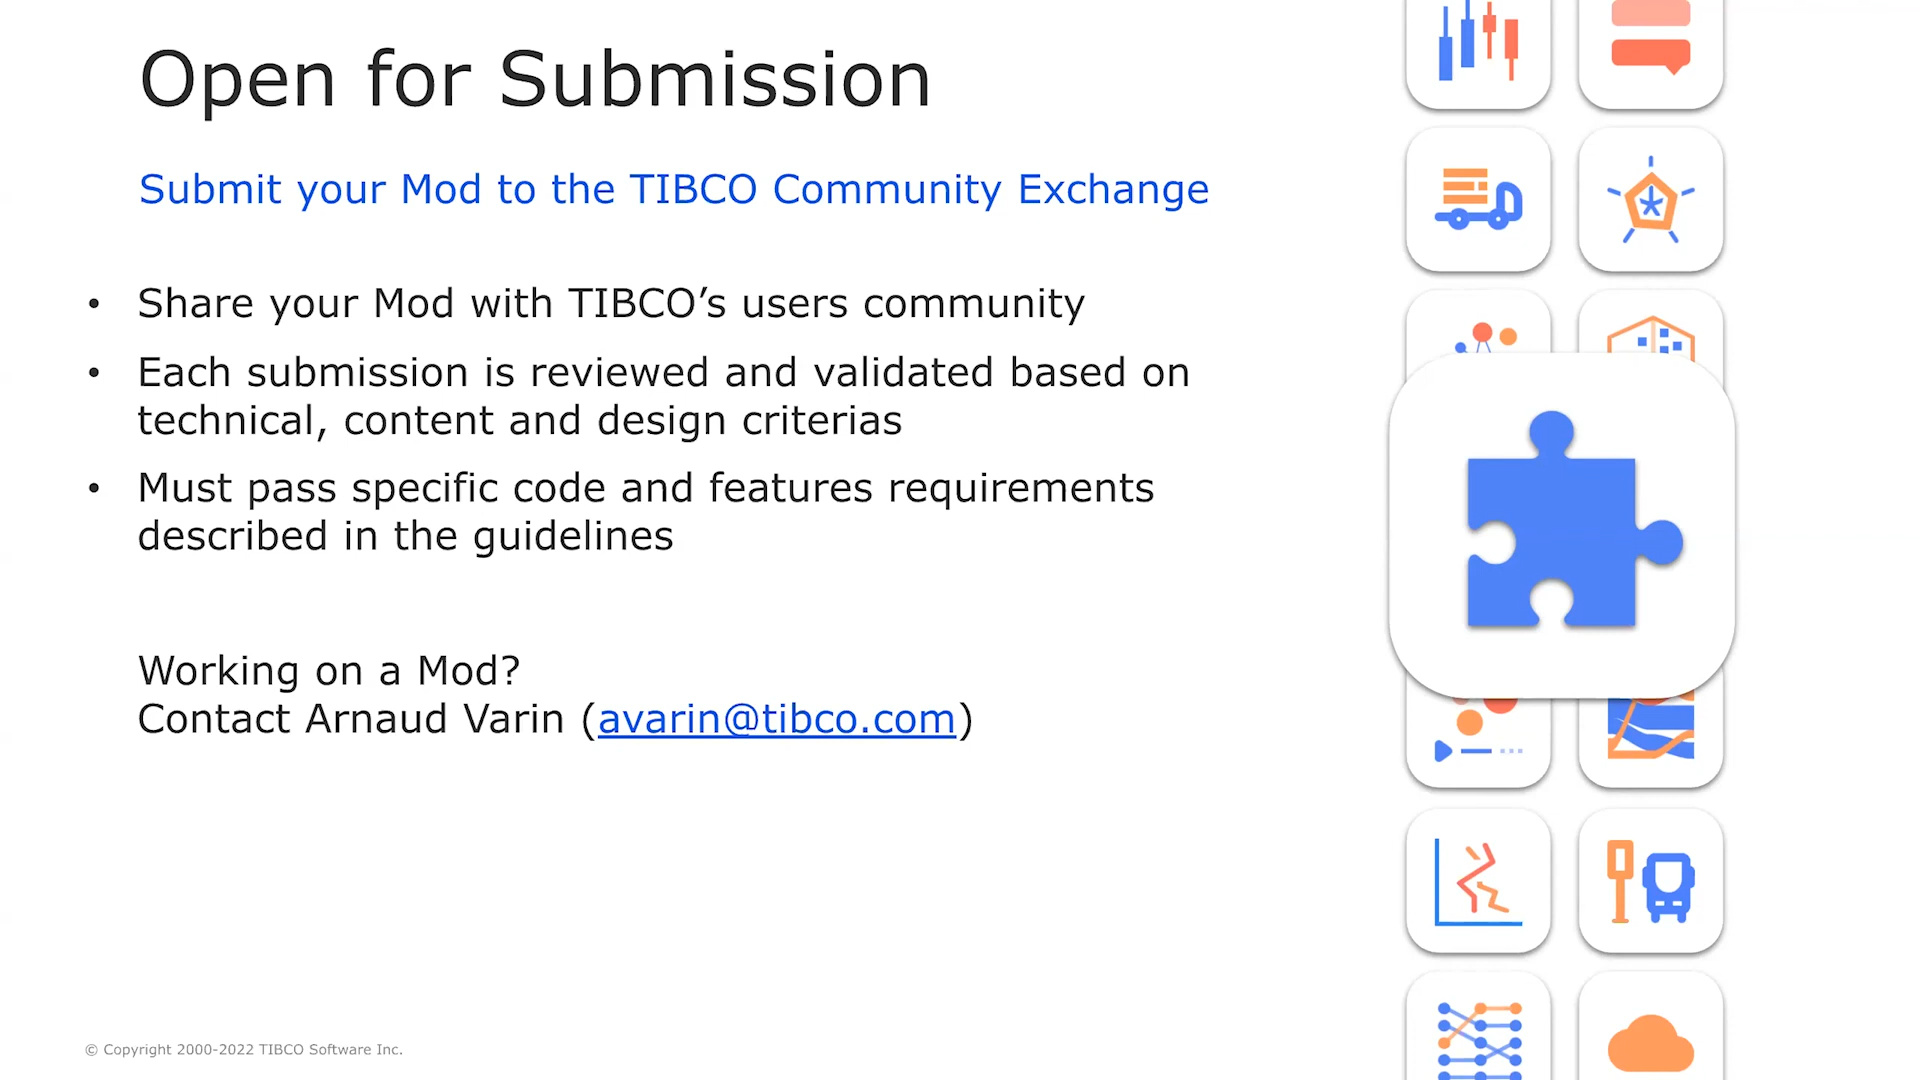 Open for Submission
Submit your Mod to the TIBCO Community Exchange
• Share your Mod with TIBCO’s users community
• Each submission is reviewed and validated based on
technical, content and design criterias
• Must pass specific code and features requirements
described in the guidelines
Working on a Mod?
Contact Arnaud Varin (avarin@tibco.com)
© Copyright 2000-2022 TIBCO Software Inc.